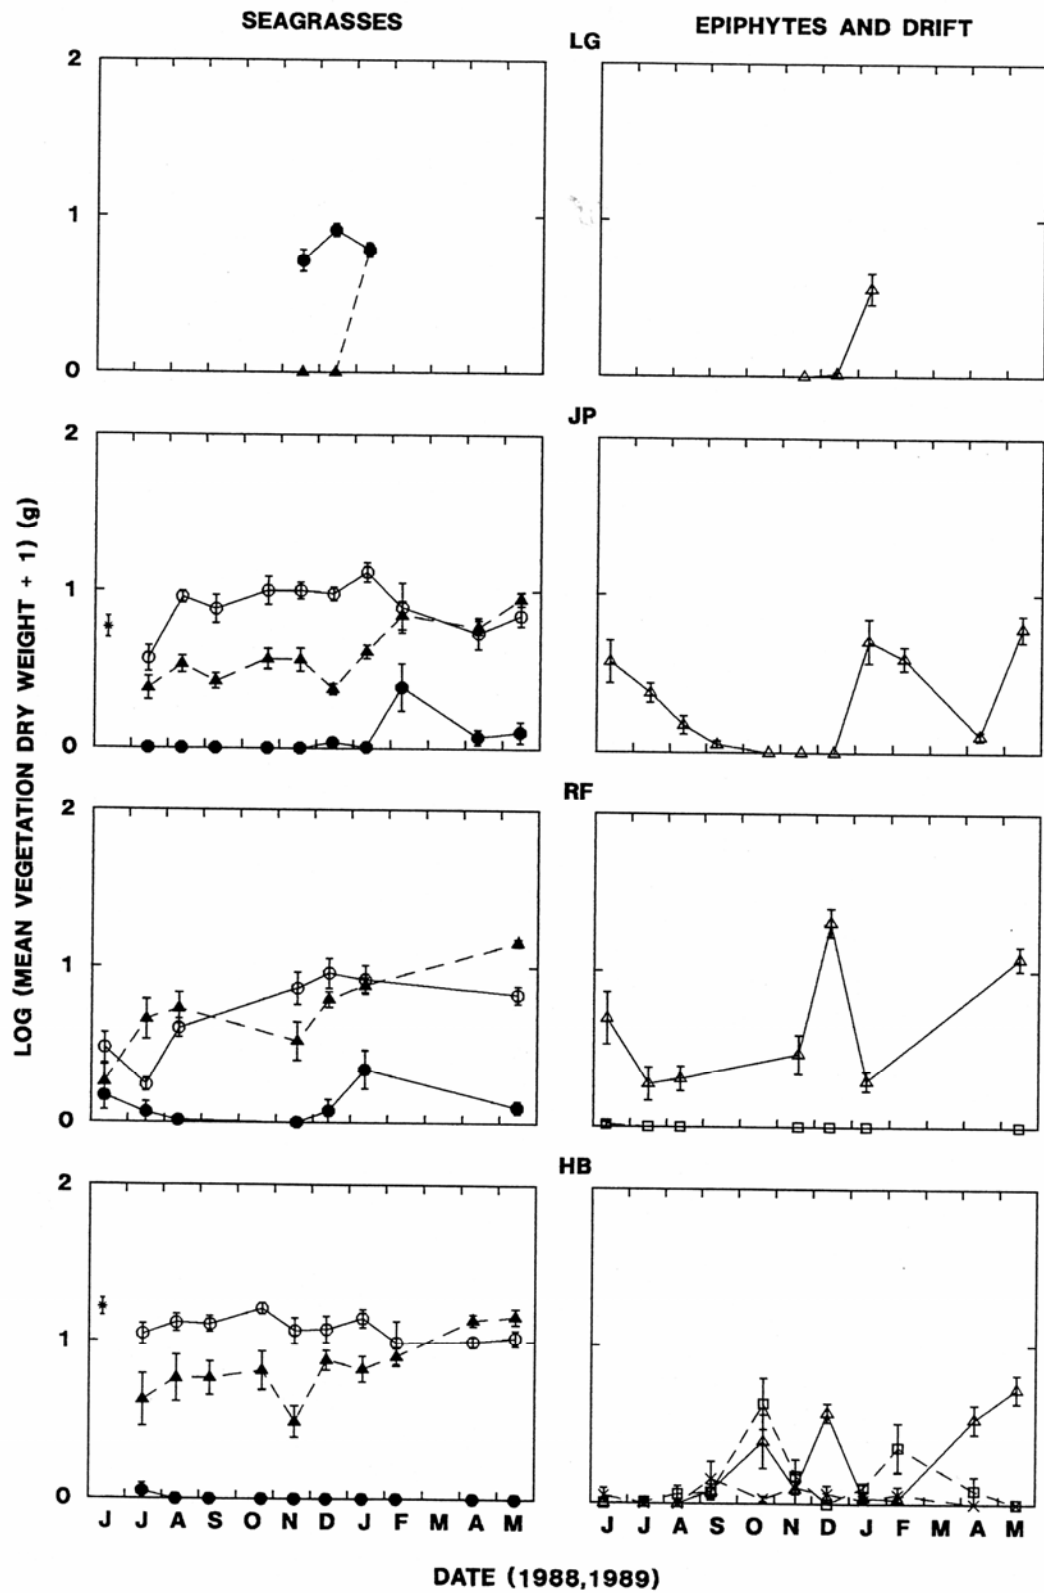 SEAGRASSES
EPIPHYTES AND DRIFT
LG
2
1
0
JP
2
1
0
RF
2
1
0
HB
2
1
0
LOG (MEAN VEGETATION DRY WEIGHT + 1) (g)
J J A S O N D J F M A M
J J A S O N D J F M A M
DATE (1988,1989)